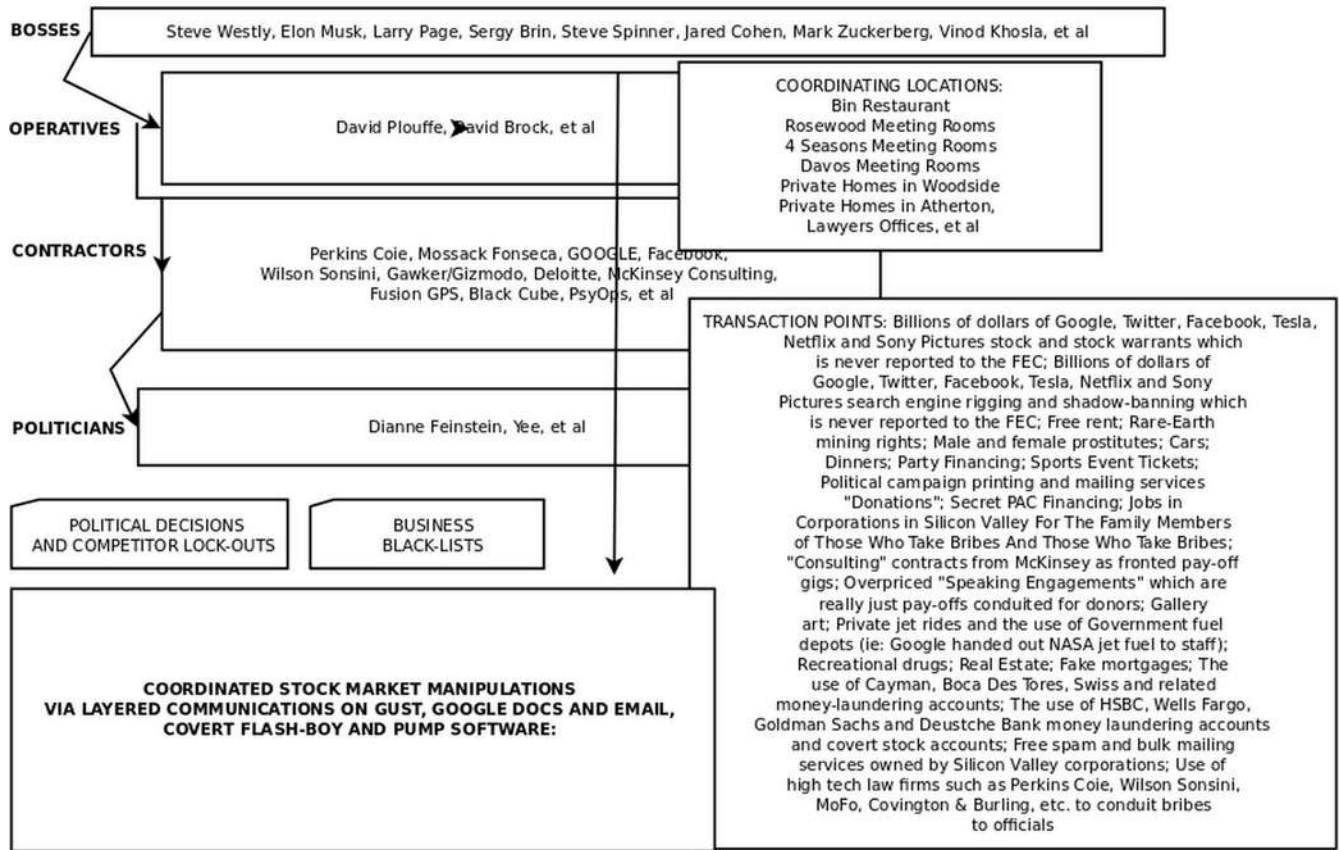 BOSSES
Steve Westly, Elon Musk, Larry Page, Sergy Brin, Steve Spinner, Jared Cohen, Mark Zuckerberg, Vinod Khosla, et al
OPERATIVES
David Plouffe, David Brock, et al
COORDINATING LOCATIONS:
Bin Restaurant
Rosewood Meeting Rooms
4 Seasons Meeting Rooms
Davos Meeting Rooms
Private Homes in Woodside
Private Homes in Atherton,
Lawyers Offices, et al
CONTRACTORS
Perkins Coie, Mossack Fonseca, GOOGLE, Facebook,
Wilson Sonsini, Gawker/Gizmodo, Deloitte, McKinsey Consulting,
Fusion GPS, Black Cube, PsyOps, et al
POLITICIANS
Dianne Feinstein, Yee, et al
TRANSACTION POINTS: Billions of dollars of Google, Twitter, Facebook, Tesla,
Netflix and Sony Pictures stock and stock warrants which
is never reported to the FEC; Billions of dollars of
Google, Twitter, Facebook, Tesla, Netflix and Sony
Pictures search engine rigging and shadow-banning which
is never reported to the FEC; Free rent; Rare-Earth
mining rights; Male and female prostitutes; Cars;
Dinners; Party Financing; Sports Event Tickets;
Political campaign printing and mailing services
"Donations"; Secret PAC Financing; Jobs in
Corporations in Silicon Valley For The Family Members
of Those Who Take Bribes And Those Who Take Bribes;
"Consulting" contracts from McKinsey as fronted pay-off
gigs; Overpriced "Speaking Engagements" which are
really just pay-offs conduited for donors; Gallery
art; Private jet rides and the use of Government fuel
depots (ie: Google handed out NASA jet fuel to staff);
Recreational drugs; Real Estate; Fake mortgages; The
use of Cayman, Boca Des Tores, Swiss and related
money-laundering accounts; The use of HSBC, Wells Fargo,
Goldman Sachs and Deustche Bank money laundering accounts
and covert stock accounts; Free spam and bulk mailing
services owned by Silicon Valley corporations; Use of
high tech law firms such as Perkins Coie, Wilson Sonsini,
MoFo, Covington & Burling, etc. to conduit bribes
to officials
POLITICAL DECISIONS
AND COMPETITOR LOCK-OUTS
BUSINESS
BLACK-LISTS
COORDINATED STOCK MARKET MANIPULATIONS
VIA LAYERED COMMUNICATIONS ON GUST, GOOGLE DOCS AND EMAIL,
COVERT FLASH-BOY AND PUMP SOFTWARE: